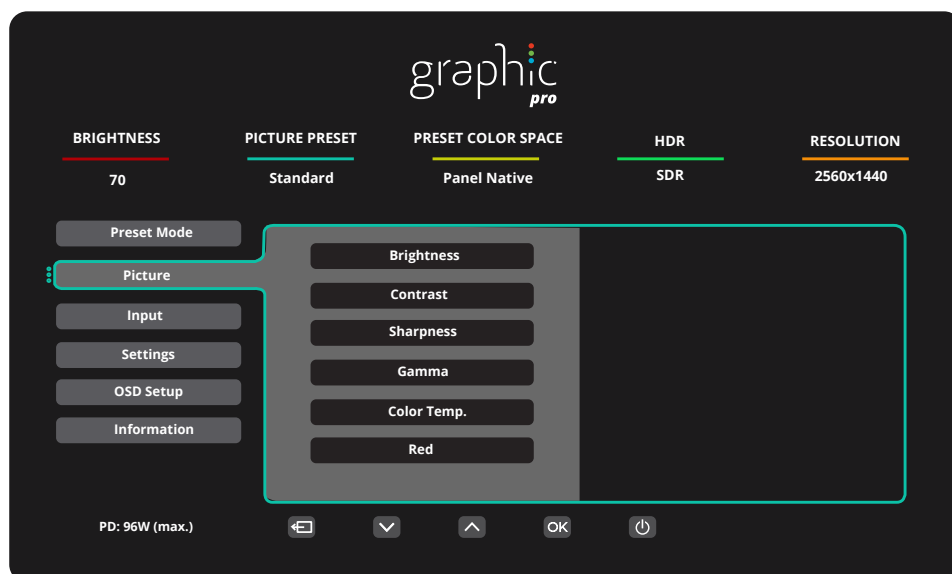 graphic
pro
BRIGHTNESS PICTURE PRESET PRESET COLOR SPACE HDR RESOLUTION
70 Standard Panel Native SDR 2560x1440
Preset Mode
Picture
Input
Settings
OSD Setup
Information
Brightness
Contrast
Sharpness
Gamma
Color Temp.
Red
PD: 96W (max.) OK